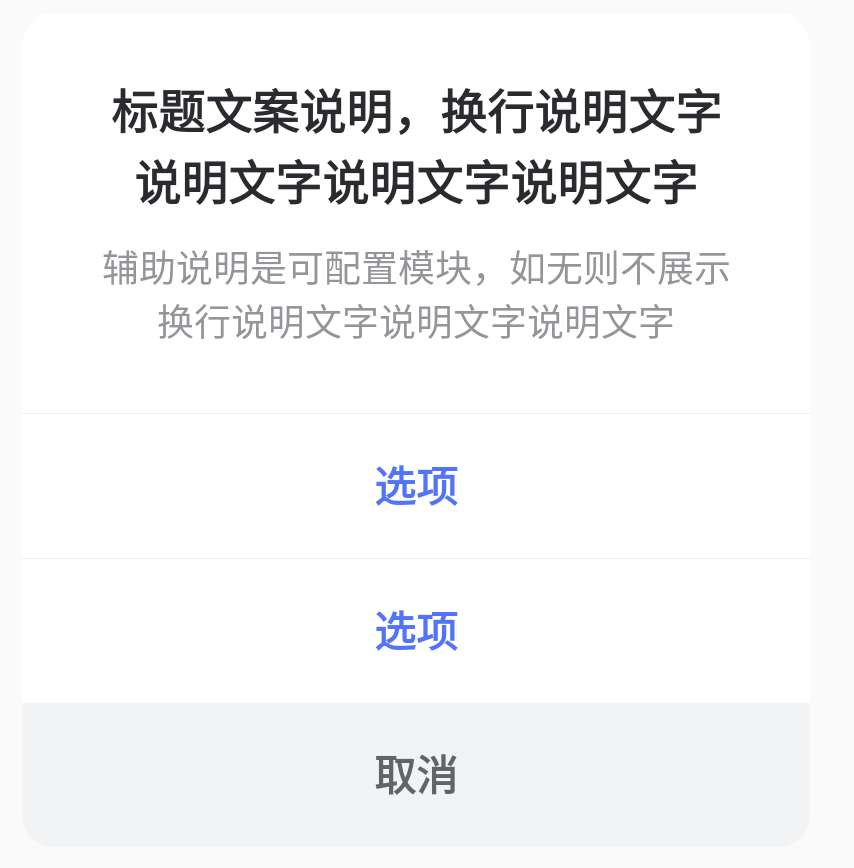 标题文案说明，换行说明文字
说明文字说明文字说明文字
辅助说明是可配置模块，如无则不展示
换行说明文字说明文字说明文字
选项
选项
取消